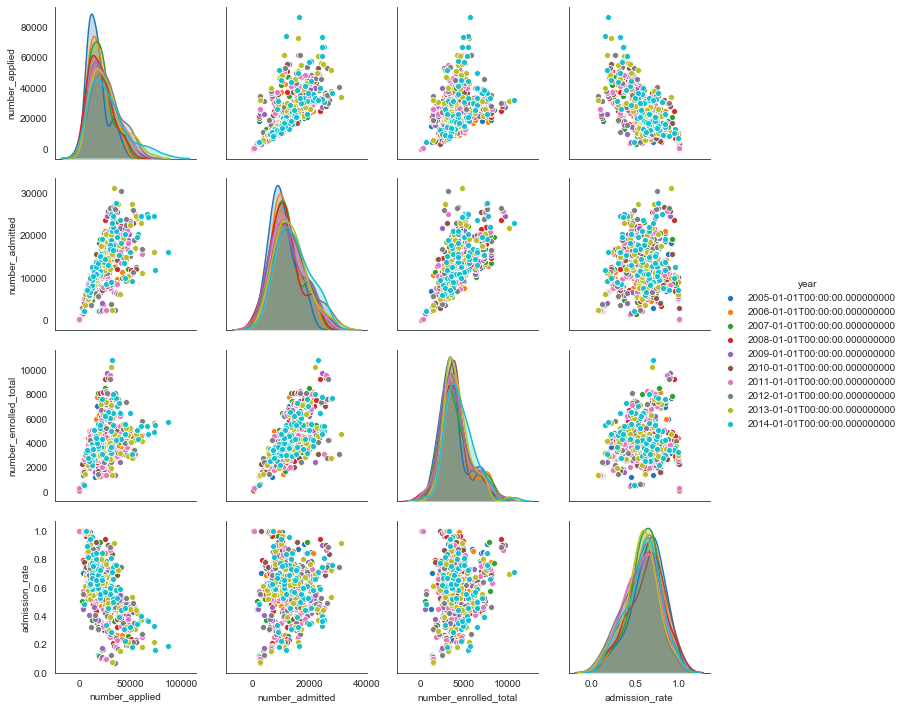 number_applied
80000
60000
40000
20000
0
number_admitted
30000
20000
10000
0
number_enrolled_total
10000
8000
6000
4000
2000
0
admission_rate
1.0
0.8
0.6
0.4
0.2
0.0
0
50000
100000
number_applied
0
20000
40000
number_admitted
0
5000
10000
number_enrolled_total
0.0
0.5
1.0
admission_rate
year
2005-01-01T00:00:00.000000000
2006-01-01T00:00:00.000000000
2007-01-01T00:00:00.000000000
2008-01-01T00:00:00.000000000
2009-01-01T00:00:00.000000000
2010-01-01T00:00:00.000000000
2011-01-01T00:00:00.000000000
2012-01-01T00:00:00.000000000
2013-01-01T00:00:00.000000000
2014-01-01T00:00:00.000000000